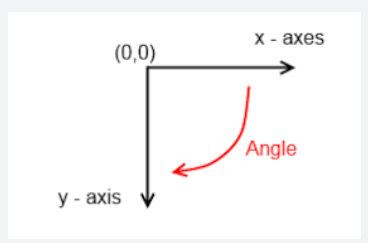 x - axes
(0,0)
Angle
y - axis